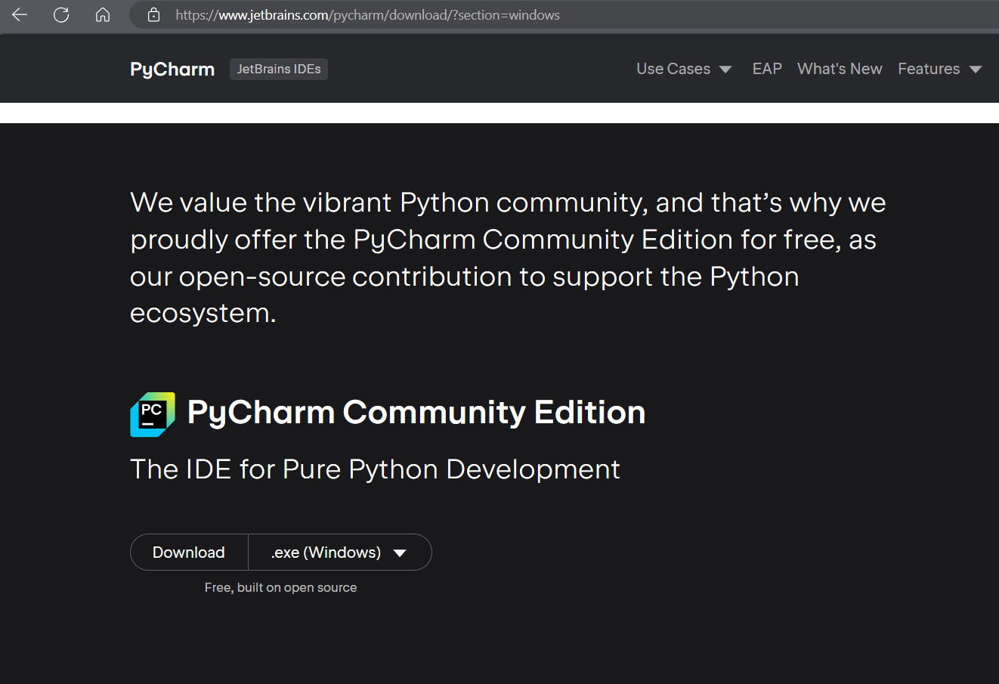 https://www.jetbrains.com/pycharm/download/?section=windows
PyCharm JetBrains IDEs Use Cases EAP What's New Features
We value the vibrant Python community, and that’s why we
proudly offer the PyCharm Community Edition for free, as
our open-source contribution to support the Python
ecosystem.
PC PyCharm Community Edition
The IDE for Pure Python Development
Download .exe (Windows)
Free, built on open source